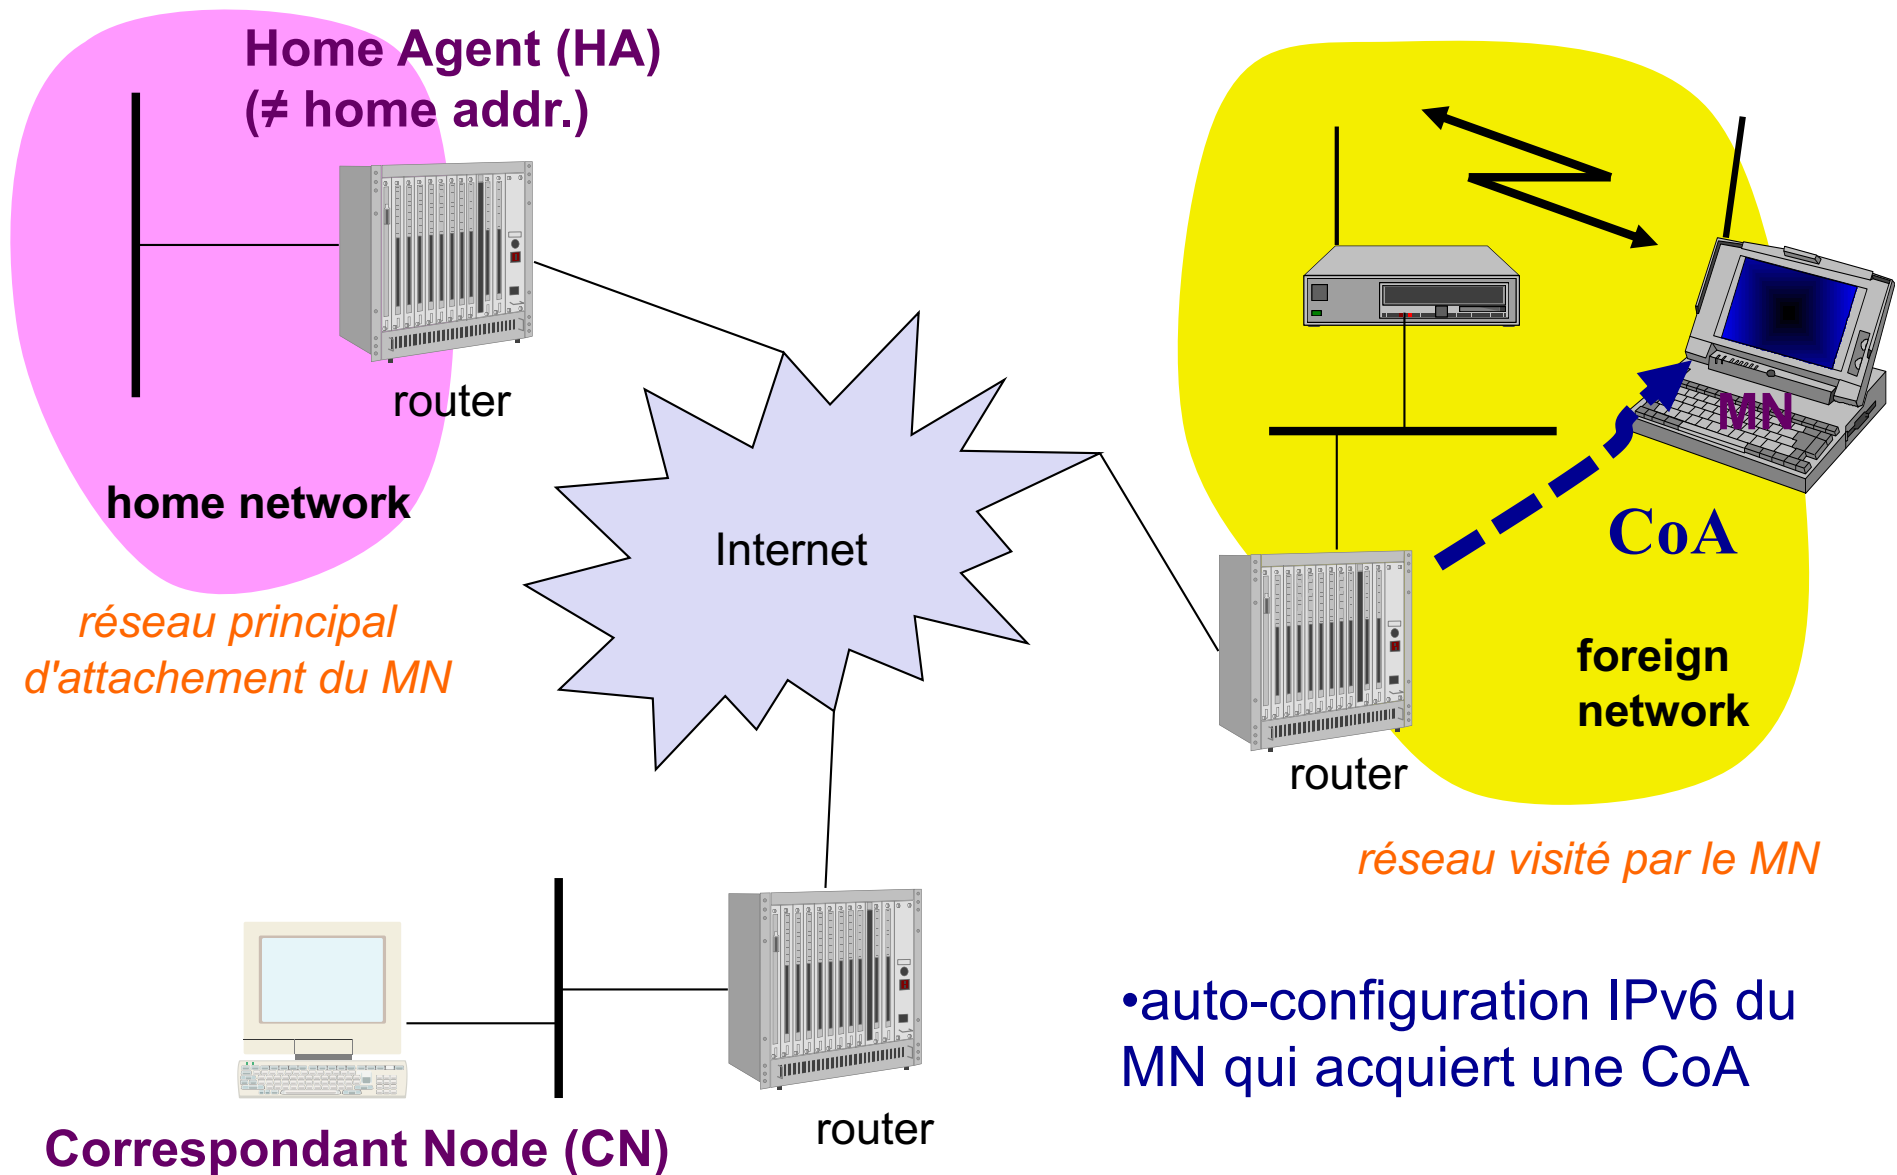 Home Agent (HA)
(≠ home addr.)
router
home network
réseau principal
d'attachement du MN
Internet
MN
CoA
foreign
network
router
réseau visité par le MN
•auto-configuration IPv6 du
MN qui acquiert une CoA
router
Correspondant Node (CN)